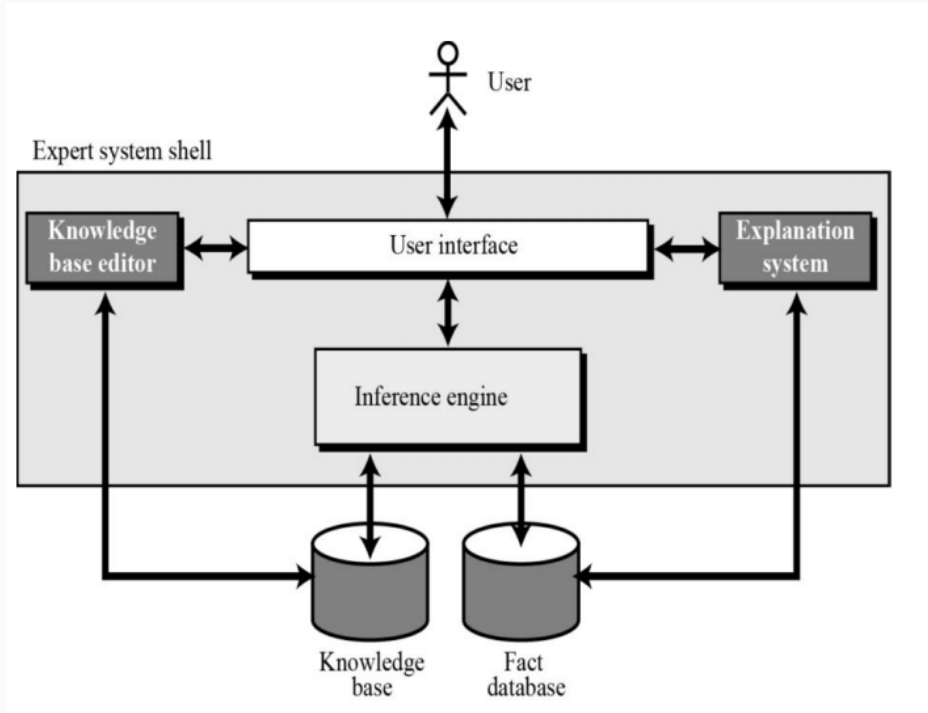 User
Expert system shell
Knowledge
base editor
User interface
Explanation
system
Inference engine
Knowledge
base
Fact
database